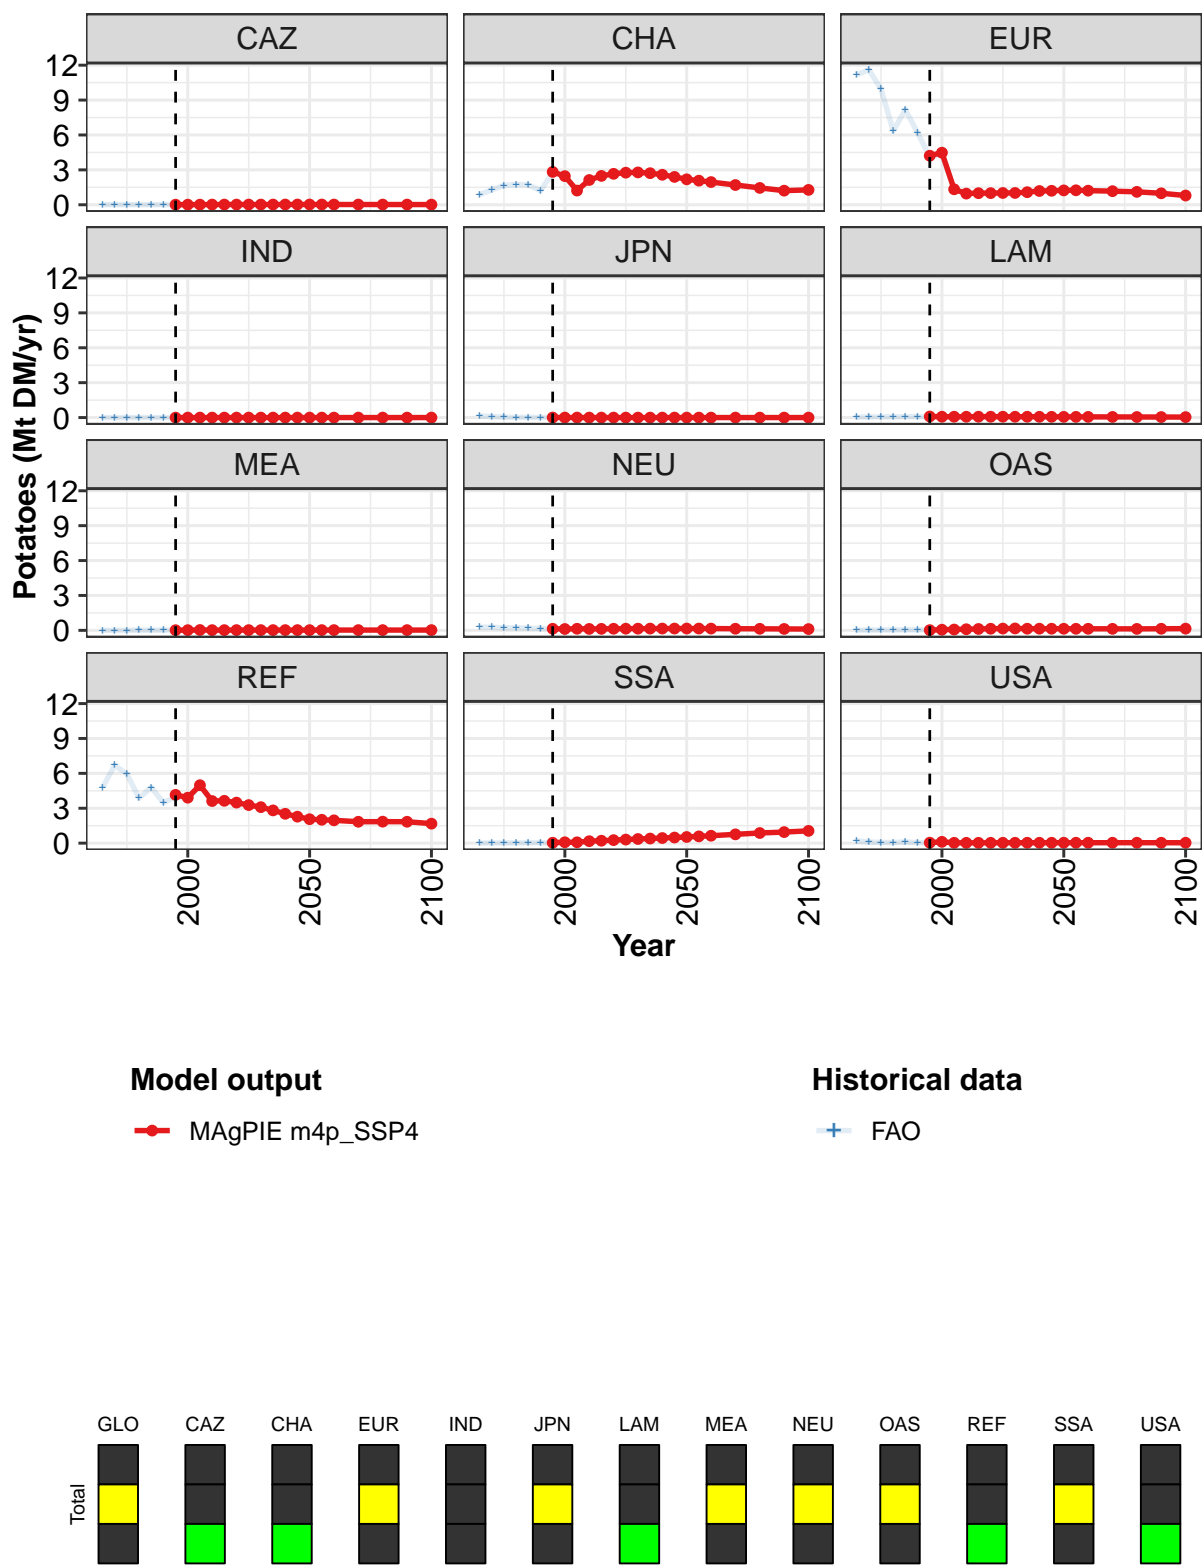 CAZ CHA EUR
12
9
6
3
0
IND JPN LAM
12
9
6
3
0
MEA NEU OAS
12
9
6
3
0
REF SSA USA
12
9
6
3
0
Potatoes (Mt DM/yr)
2000 2050 2100 2000 2050 2100 2000 2050 2100
Year
Model output Historical data
MAgPIE m4p_SSP4 FAO
GLO CAZ CHA EUR IND JPN LAM MEA NEU OAS REF SSA USA
Total